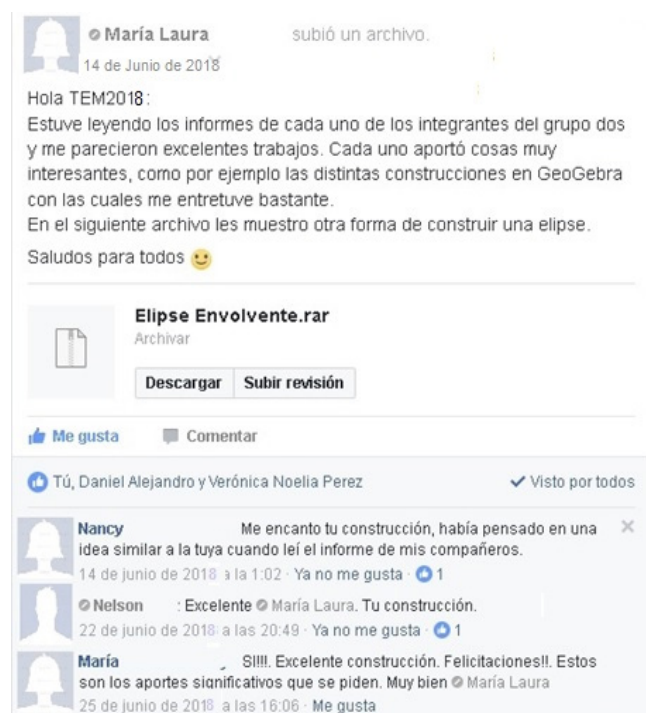 María Laura subió un archivo.
14 de Junio de 2018
Hola TEM2018:
Estuve leyendo los informes de cada uno de los integrantes del grupo dos
y me parecieron excelentes trabajos. Cada uno aportó cosas muy
interesantes, como por ejemplo las distintas construcciones en GeoGebra
con las cuales me entretuve bastante.
En el siguiente archivo les muestro otra forma de construir una elipse.
Saludos para todos 🙂
Elipse Envolvente.rar
Archivar
Descargar Subir revisión
Me gusta Comentar
Tú, Daniel Alejandro y Verónica Noelia Perez Visto por todos
Nancy Me encanto tu construcción, había pensado en una
idea similar a la tuya cuando leí el informe de mis compañeros.
14 de junio de 2018 a la 1:02 · Ya no me gusta · 1
Nelson : Excelente María Laura. Tu construcción.
22 de junio de 2018 a las 20:49 · Ya no me gusta · 1
María SI!!!. Excelente construcción. Felicitaciones!!. Estos
son los aportes significativos que se piden. Muy bien María Laura
25 de junio de 2018 a las 16:06 · Me gusta